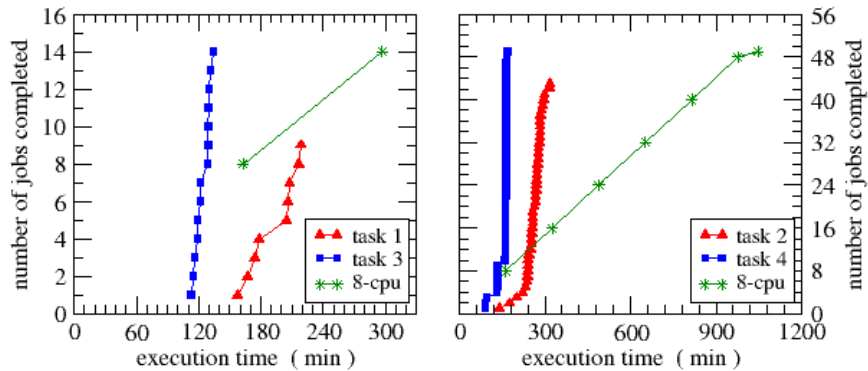 16
14
12
10
8
6
4
2
0
number of jobs completed
0 60 120 180 240 300
execution time ( min )
task 1
task 3
8-cpu
56
48
40
32
24
16
8
0
number of jobs completed
0 300 600 900 1200
execution time ( min )
task 2
task 4
8-cpu